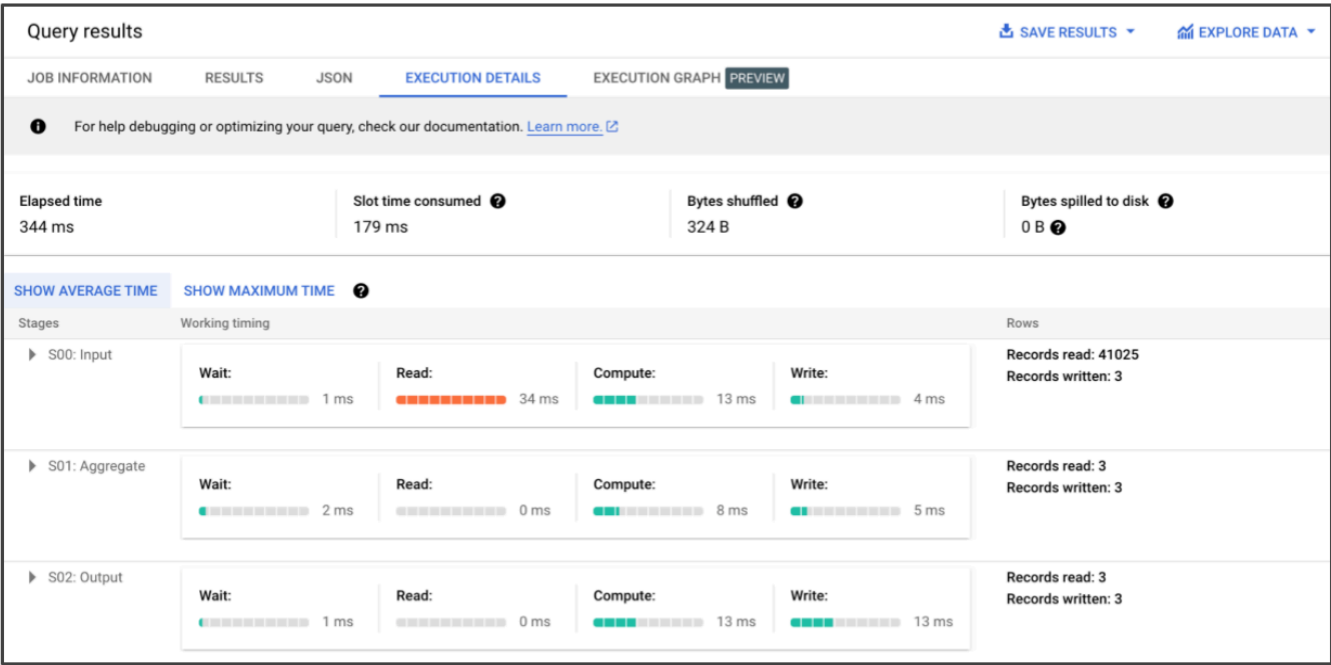 Query results
SAVE RESULTS
EXPLORE DATA
JOB INFORMATION
RESULTS
JSON
EXECUTION DETAILS
EXECUTION GRAPH PREVIEW
For help debugging or optimizing your query, check our documentation. Learn more.
Elapsed time
344 ms
Slot time consumed
179 ms
Bytes shuffled
324 B
Bytes spilled to disk
0 B
SHOW AVERAGE TIME
SHOW MAXIMUM TIME
Stages
Working timing
Rows
S00: Input
Wait:
1 ms
Read:
34 ms
Compute:
13 ms
Write:
4 ms
Records read: 41025
Records written: 3
S01: Aggregate
Wait:
2 ms
Read:
0 ms
Compute:
8 ms
Write:
5 ms
Records read: 3
Records written: 3
S02: Output
Wait:
1 ms
Read:
0 ms
Compute:
13 ms
Write:
13 ms
Records read: 3
Records written: 3